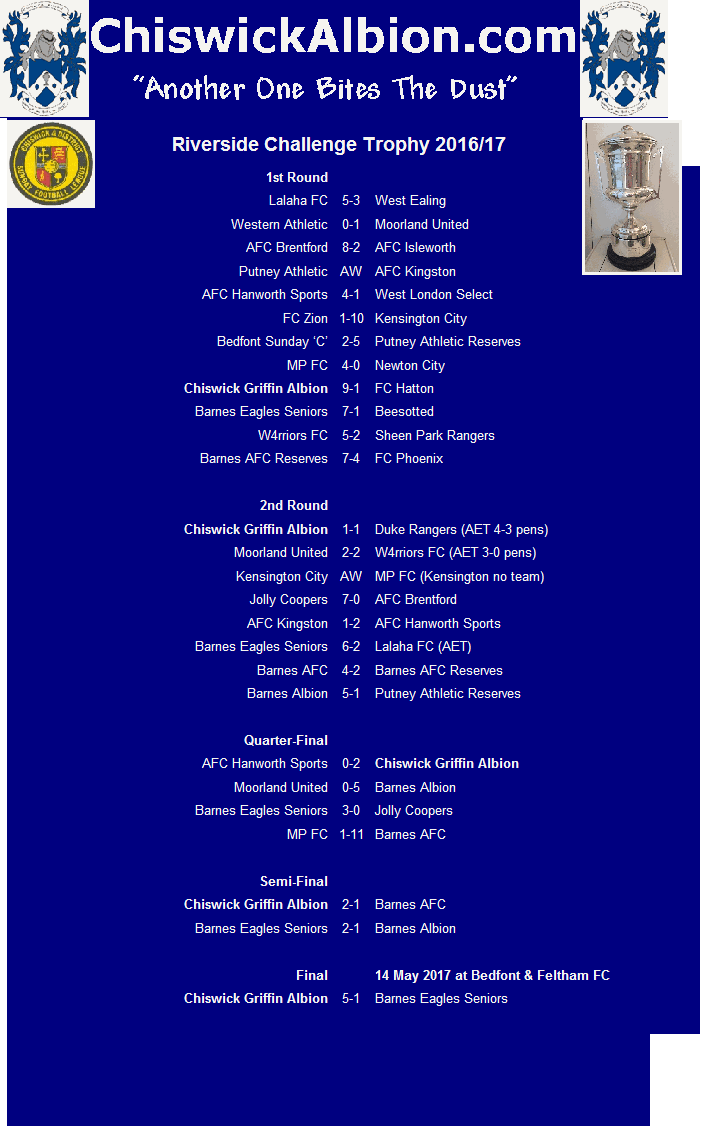 ChiswickAlbion.com
"Another One Bites The Dust"
CHISWICK & DISTRICT
SUNDAY FOOTBALL LEAGUE
Riverside Challenge Trophy 2016/17
1st Round
Lalaha FC 5-3 West Ealing
Western Athletic 0-1 Moorland United
AFC Brentford 8-2 AFC Isleworth
Putney Athletic AW AFC Kingston
AFC Hanworth Sports 4-1 West London Select
FC Zion 1-10 Kensington City
Bedfont Sunday ‘C’ 2-5 Putney Athletic Reserves
MP FC 4-0 Newton City
Chiswick Griffin Albion 9-1 FC Hatton
Barnes Eagles Seniors 7-1 Beesotted
W4rriors FC 5-2 Sheen Park Rangers
Barnes AFC Reserves 7-4 FC Phoenix
2nd Round
Chiswick Griffin Albion 1-1 Duke Rangers (AET 4-3 pens)
Moorland United 2-2 W4rriors FC (AET 3-0 pens)
Kensington City AW MP FC (Kensington no team)
Jolly Coopers 7-0 AFC Brentford
AFC Kingston 1-2 AFC Hanworth Sports
Barnes Eagles Seniors 6-2 Lalaha FC (AET)
Barnes AFC 4-2 Barnes AFC Reserves
Barnes Albion 5-1 Putney Athletic Reserves
Quarter-Final
AFC Hanworth Sports 0-2 Chiswick Griffin Albion
Moorland United 0-5 Barnes Albion
Barnes Eagles Seniors 3-0 Jolly Coopers
MP FC 1-11 Barnes AFC
Semi-Final
Chiswick Griffin Albion 2-1 Barnes AFC
Barnes Eagles Seniors 2-1 Barnes Albion
Final 14 May 2017 at Bedfont & Feltham FC
Chiswick Griffin Albion 5-1 Barnes Eagles Seniors